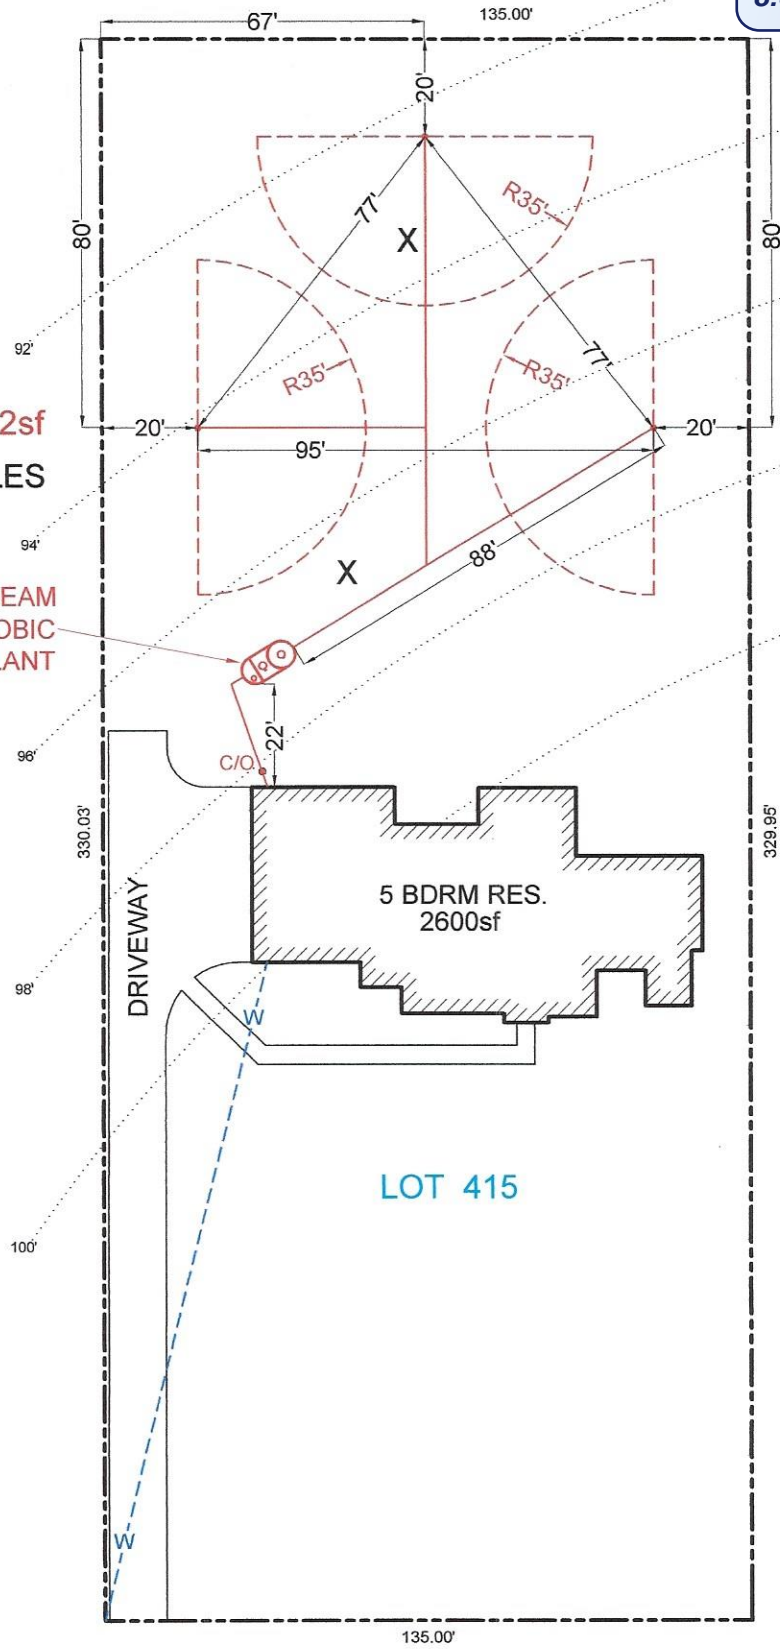 67'
135.00'
20'
80'
80'
77'
X
R35'
92'
R35'
77'
R35'
2sf
20'
95'
20'
LES
94'
88'
X
EAM
OBIC
LANT
96'
22'
C/O
330.03'
329.95'
5 BDRM RES.
2600sf
DRIVEWAY
98'
W
LOT 415
100'
W
135.00'